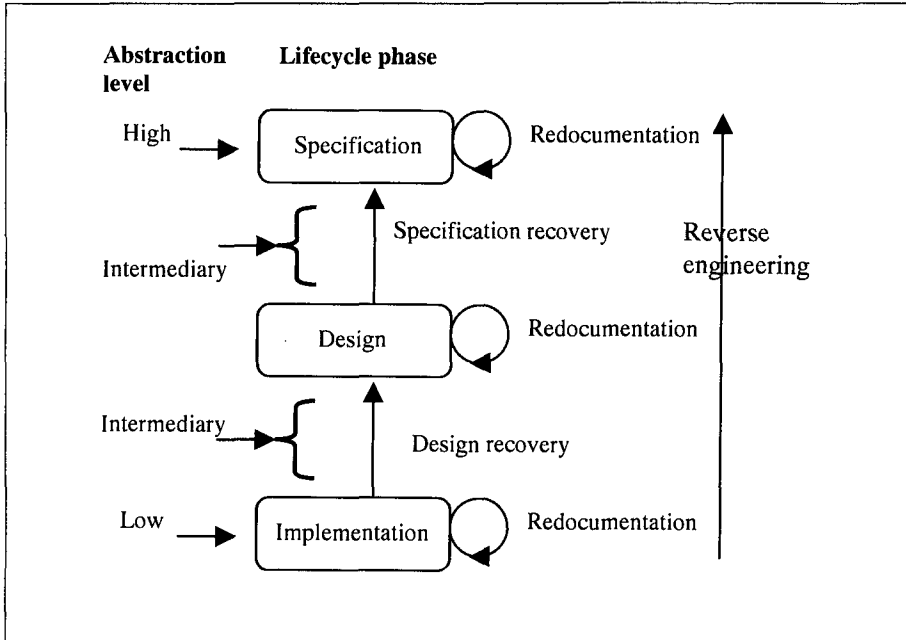 Abstraction
level
Lifecycle phase
High
Specification
Redocumentation
Specification recovery
Reverse
engineering
Intermediary
Design
Redocumentation
Intermediary
Design recovery
Low
Implementation
Redocumentation